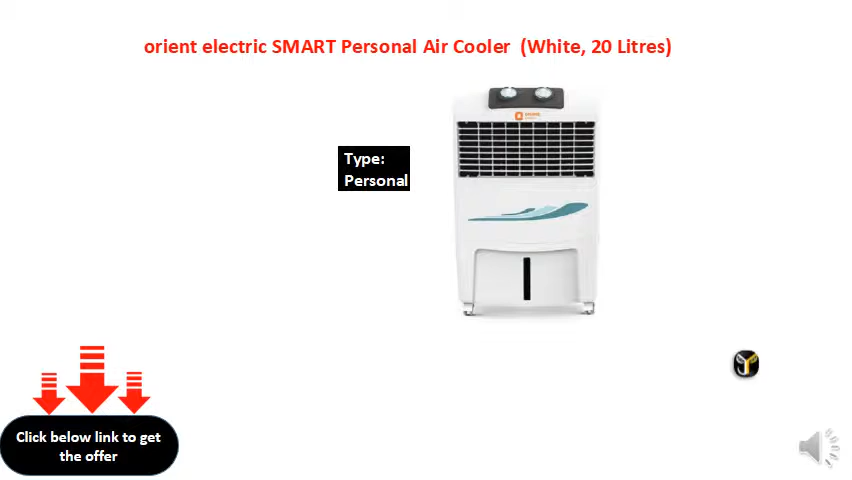 orient electric SMART Personal Air Cooler (White, 20 Litres)
Type:
Personal
Click below link to get
the offer